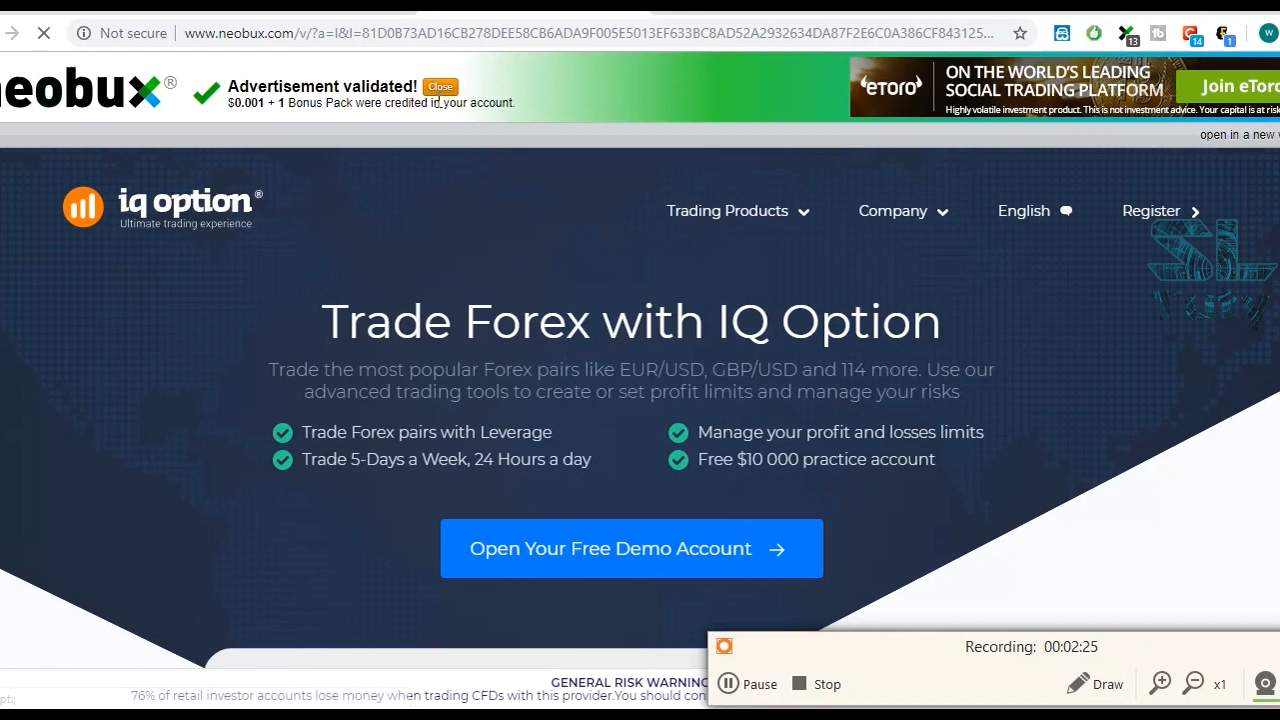 Not secure
www.neobux.com/v/?a=l&l=
13
14
1
neobux®
Advertisement validated! Close
$0.001 + 1 Bonus Pack were credited in your account.
eToro
ON THE WORLD'S LEADING
SOCIAL TRADING PLATFORM
Highly volatile investment product. This is not investment advice. Your capital is at risk
Join eToro
open in a new
iq option®
Ultimate trading experience
Trading Products
Company
English
Register
SL
Trade Forex with IQ Option
Trade the most popular Forex pairs like EUR/USD, GBP/USD and 114 more. Use our
advanced trading tools to create or set profit limits and manage your risks
Trade Forex pairs with Leverage
Manage your profit and losses limits
Trade 5-Days a Week, 24 Hours a day
Free $10 000 practice account
Open Your Free Demo Account
Recording: 00:02:25
Pause
Stop
Draw
x1
GENERAL RISK WARNING
76% of retail investor accounts lose money when trading CFDs with this provider.You should con